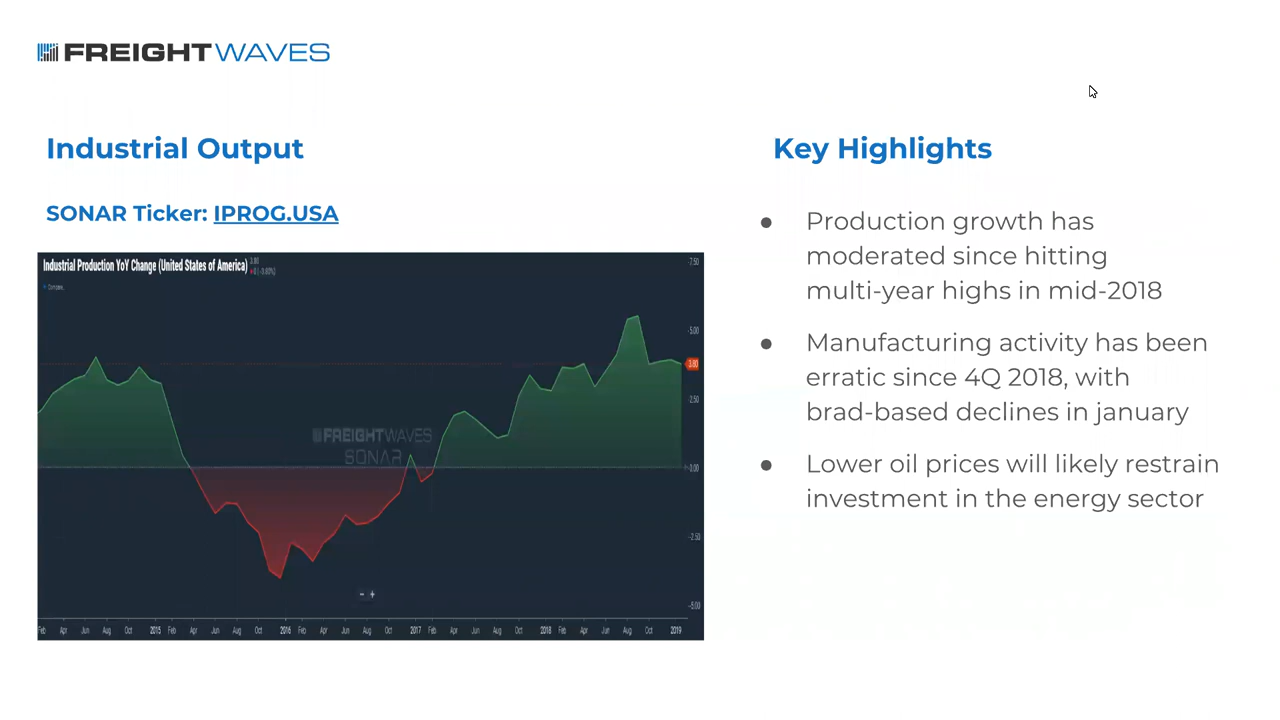 FREIGHTWAVES
Industrial Output
SONAR Ticker: IPROG.USA
Industrial Production YoY Change (United States of America)
3.80
Compare,
7.50
5.00
3.80
2.50
0.00
-2.50
-5.00
FREIGHTWAVES
SONAR
Feb Apr Jun Aug Oct 2015 Feb Apr Jun Aug Oct 2016 Feb Apr Jun Aug Oct 2017 Feb Apr Jun Aug Oct 2018 Feb Apr Jun Aug Oct 2019
Key Highlights
● Production growth has
moderated since hitting
multi-year highs in mid-2018
● Manufacturing activity has been
erratic since 4Q 2018, with
brad-based declines in january
● Lower oil prices will likely restrain
investment in the energy sector